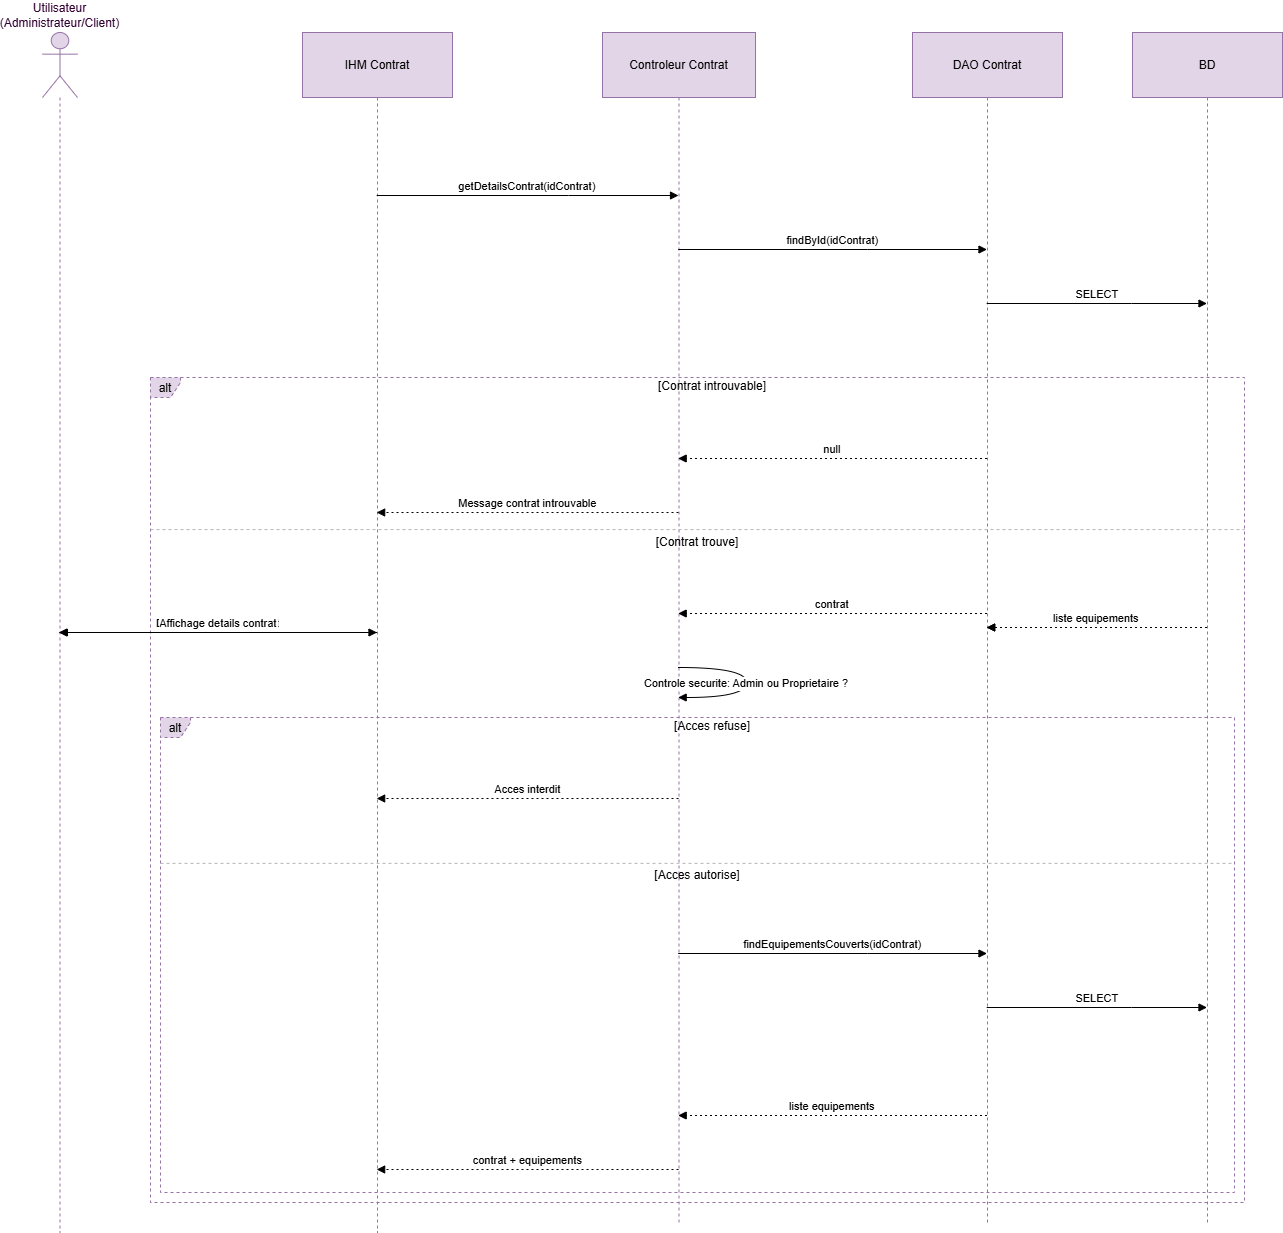 Utilisateur
(Administrateur/Client)
IHM Contrat
Controleur Contrat
DAO Contrat
BD
getDetailsContrat(idContrat)
findById(idContrat)
SELECT
alt
[Contrat introuvable]
null
Message contrat introuvable
[Contrat trouve]
contrat
liste equipements
Affichage details contrat
Controle securite: Admin ou Proprietaire ?
alt
[Acces refuse]
Acces interdit
[Acces autorise]
findEquipementsCouverts(idContrat)
SELECT
liste equipements
contrat + equipements